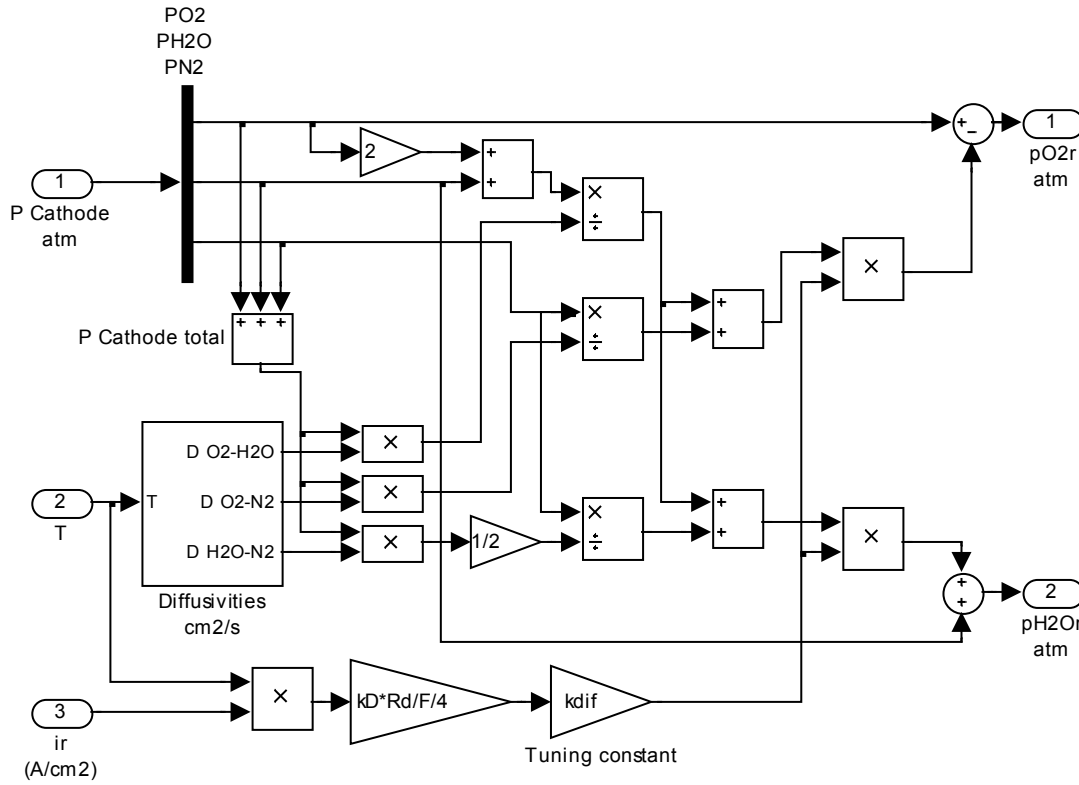 PO2
PH2O
PN2
1
P Cathode
atm
2
+
+
×
÷
+
−
1
pO2r
atm
+ + +
P Cathode total
×
÷
+
+
×
D O2-H2O
T
D O2-N2
D H2O-N2
Diffusivities
cm2/s
×
×
×
1/2
2
T
×
÷
+
+
×
+
+
2
pH2Or
atm
3
ir
(A/cm2)
×
kD*Rd/F/4
kdif
Tuning constant